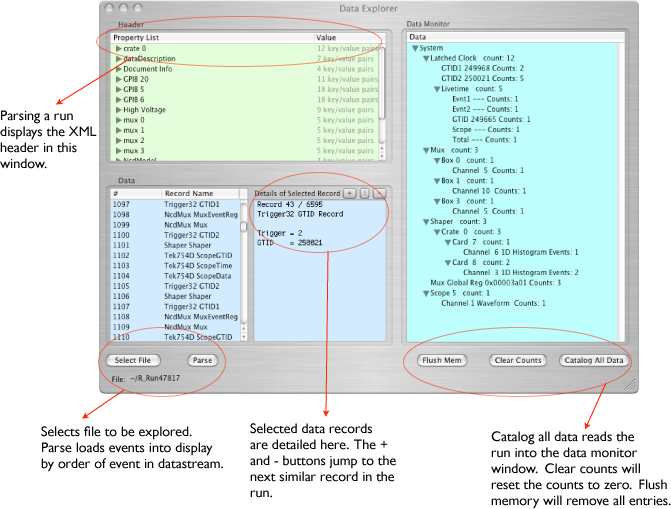 Data Explorer
Header
Property List Value
crate 0 12 key/value pairs
dataDescription 7 key/value pairs
Document Info 4 key/value pairs
GPIB 20 11 key/value pairs
GPIB 5 18 key/value pairs
GPIB 6 18 key/value pairs
High Voltage 9 key/value pairs
mux 0 5 key/value pairs
mux 1 5 key/value pairs
mux 2 5 key/value pairs
mux 3 5 key/value pairs
NcdModel
Parsing a run
displays the XML
header in this
window.
Data
# Record Name
1097 Trigger32 GTID1
1098 NcdMux MuxEventReg
1099 NcdMux Mux
1100 Trigger32 GTID2
1101 Shaper Shaper
1102 Tek754D ScopeGTID
1103 Tek754D ScopeTime
1104 Tek754D ScopeData
1105 Trigger32 GTID2
1106 Shaper Shaper
1107 Trigger32 GTID1
1108 NcdMux MuxEventReg
1109 NcdMux Mux
1110 Tek754D ScopeGTID
Details of Selected Record + -
Record 43 / 6595
Trigger32 GTID Record
Trigger = 2
GTID = 250021
Select File Parse
File: ~/R_Run47817
Data Monitor
Data
System
Latched Clock count: 12
GTID1 249968 Counts: 2
GTID2 250021 Counts: 5
Livetime count: 5
Evnt1 --- Counts: 1
Evnt2 --- Counts: 1
GTID 249665 Counts: 1
Scope --- Counts: 1
Total --- Counts: 1
Mux count: 3
Box 0 count: 1
Channel 5 Counts: 1
Box 1 count: 1
Channel 10 Counts: 1
Box 3 count: 1
Channel 5 Counts: 1
Shaper count: 3
Crate 0 count: 3
Card 7 count: 1
Channel 6 1D Histogram Events: 1
Card 8 count: 2
Channel 3 1D Histogram Events: 2
Mux Global Reg 0x00003a01 Counts: 3
Scope 5 count: 1
Channel 1 Waveform Counts: 1
Flush Mem Clear Counts Catalog All Data
Selects file to be explored.
Parse loads events into display
by order of event in datastream.
Selected data records
are detailed here. The +
and - buttons jump to the
next similar record in the
run.
Catalog all data reads the
run into the data monitor
window. Clear counts will
reset the counts to zero. Flush
memory will remove all entries.